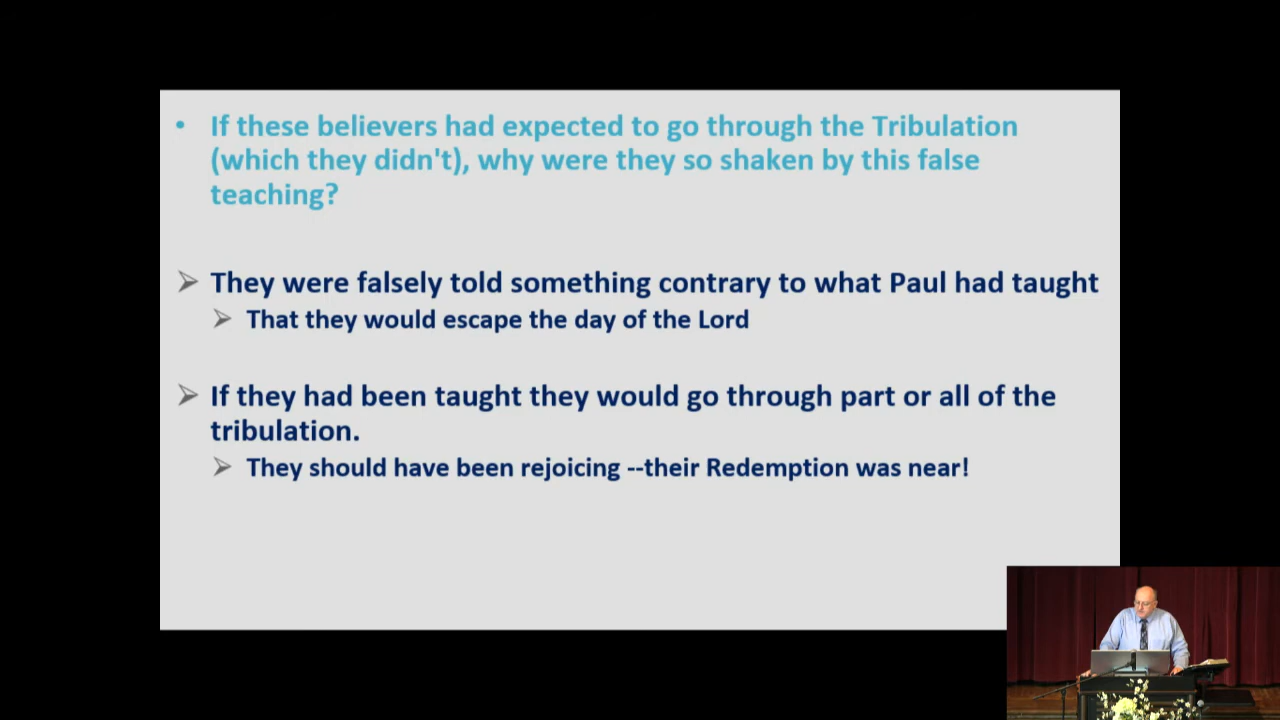 • If these believers had expected to go through the Tribulation
(which they didn't), why were they so shaken by this false
teaching?
➢ They were falsely told something contrary to what Paul had taught
➢ That they would escape the day of the Lord
➢ If they had been taught they would go through part or all of the
tribulation.
➢ They should have been rejoicing --their Redemption was near!